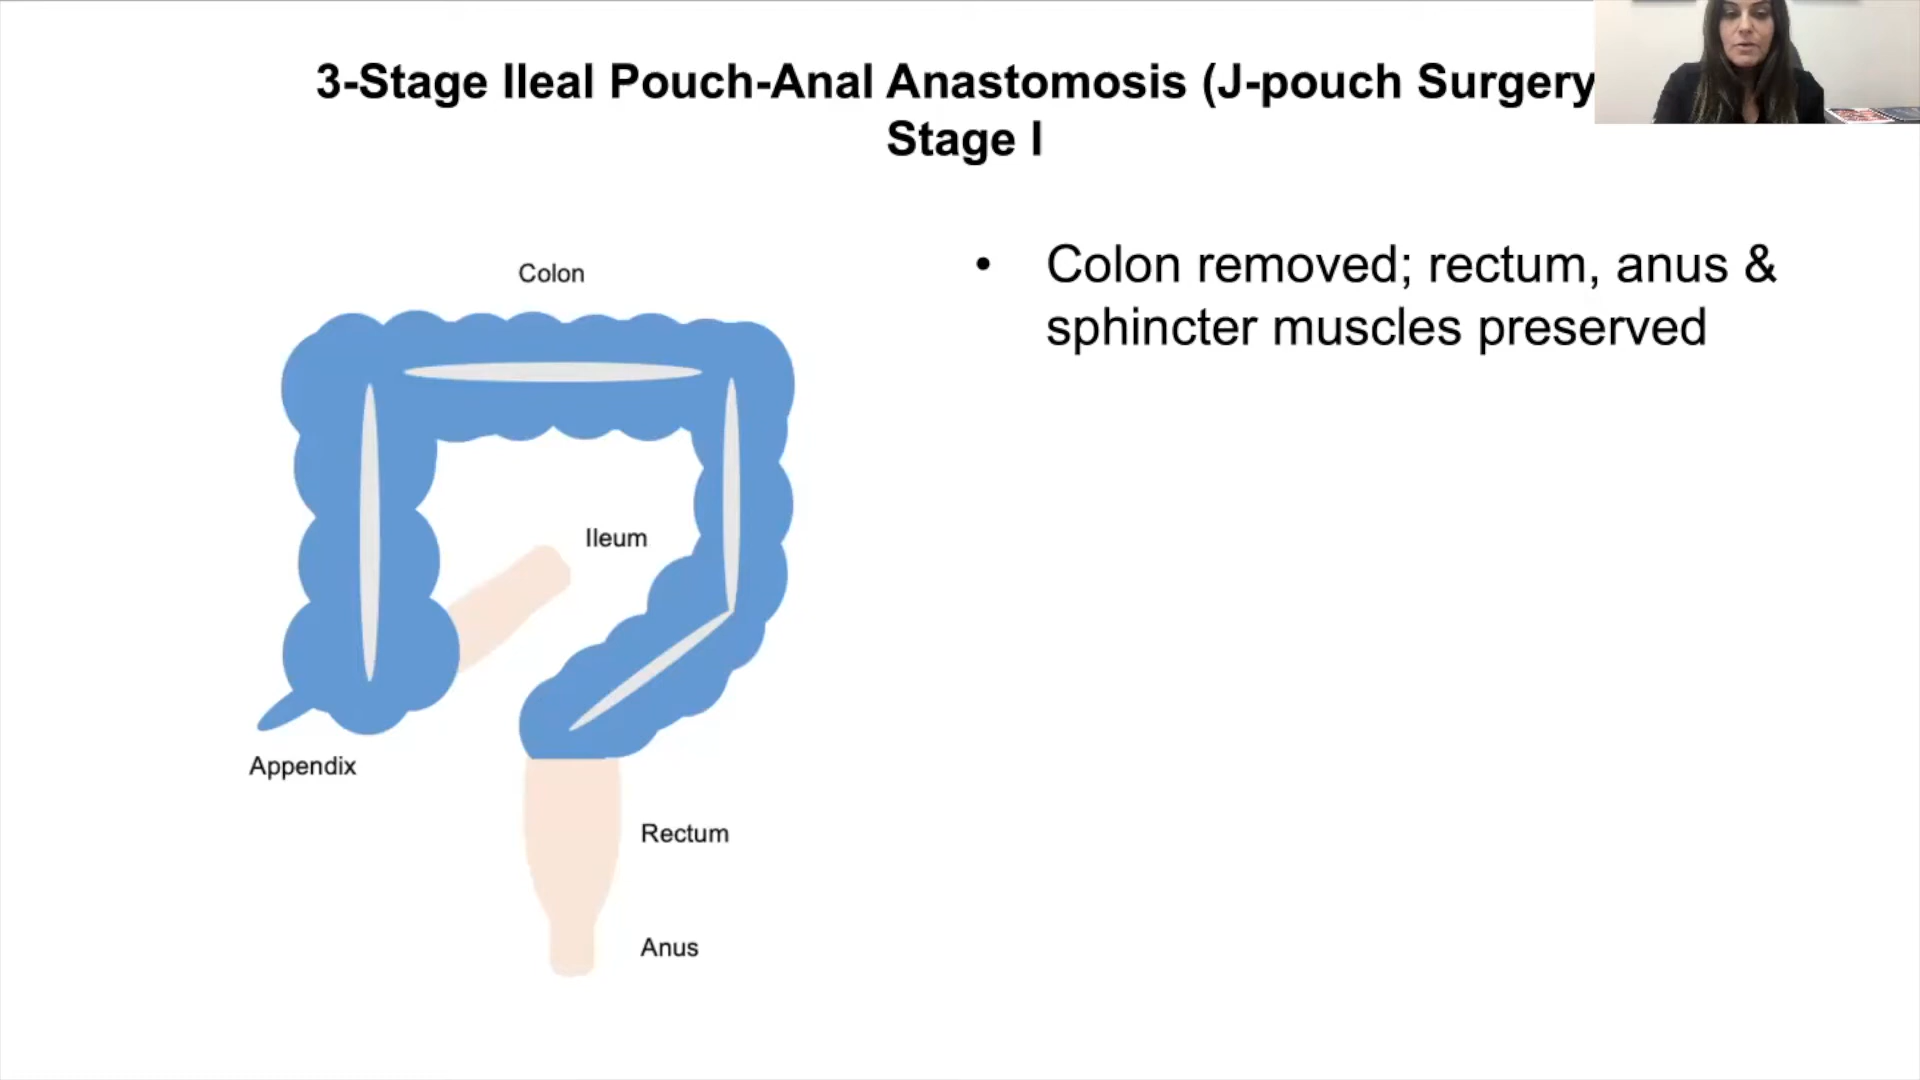 3-Stage Ileal Pouch-Anal Anastomosis (J-pouch Surgery
Stage I
Colon
• Colon removed; rectum, anus &
sphincter muscles preserved
Ileum
Appendix
Rectum
Anus